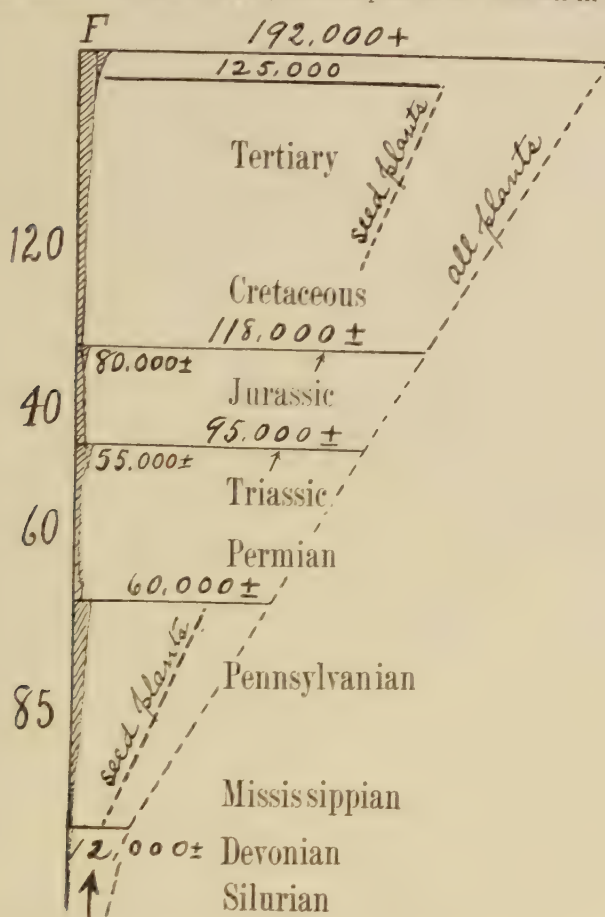 F 192,000+
125,000
Tertiary
seed plants
all plants
120
Cretaceous
118,000 ±
80,000±
Jurassic
40
95,000 ±
55,000±
Triassic
60
Permian
60,000 ±
seed plants
Pennsylvanian
85
Mississippian
12,000± Devonian
Silurian